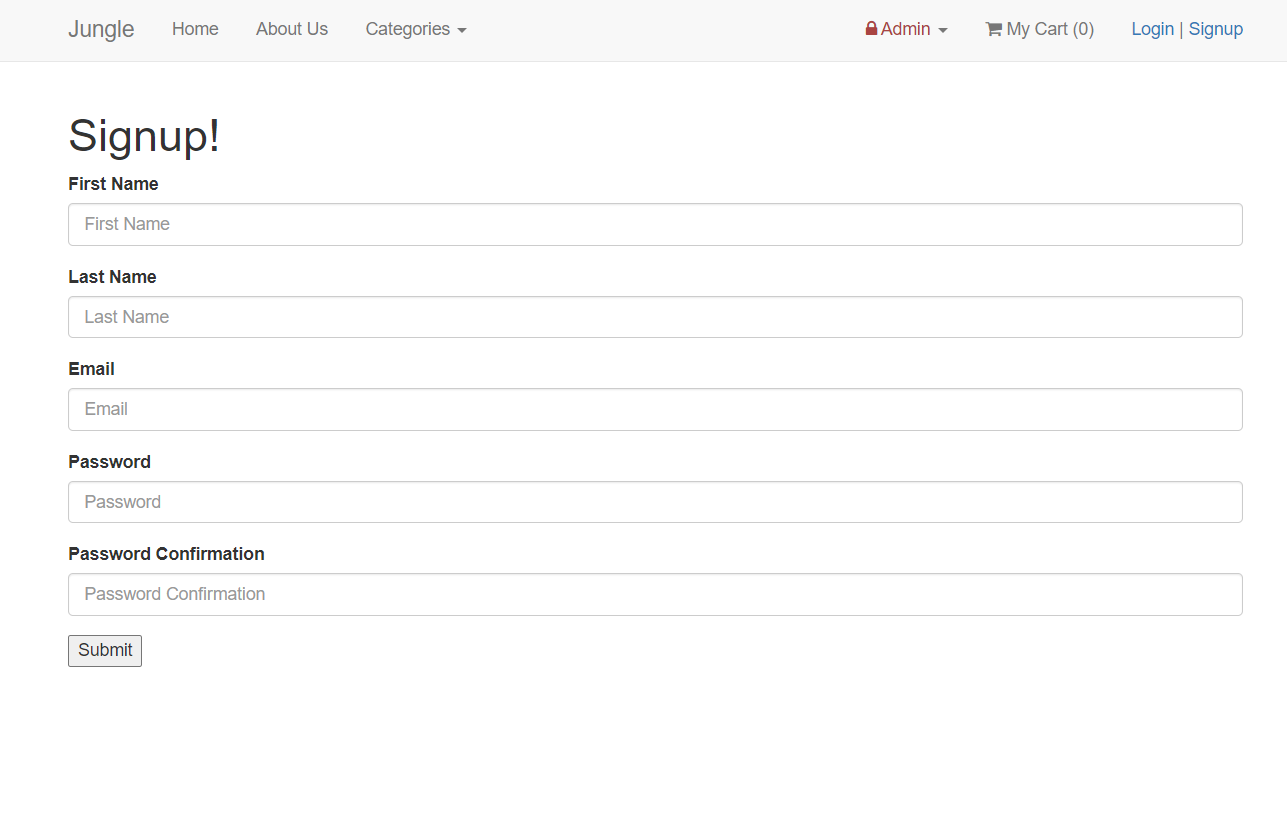 Jungle Home About Us Categories Admin My Cart (0) Login | Signup
Signup!
First Name
First Name
Last Name
Last Name
Email
Email
Password
Password
Password Confirmation
Password Confirmation
Submit